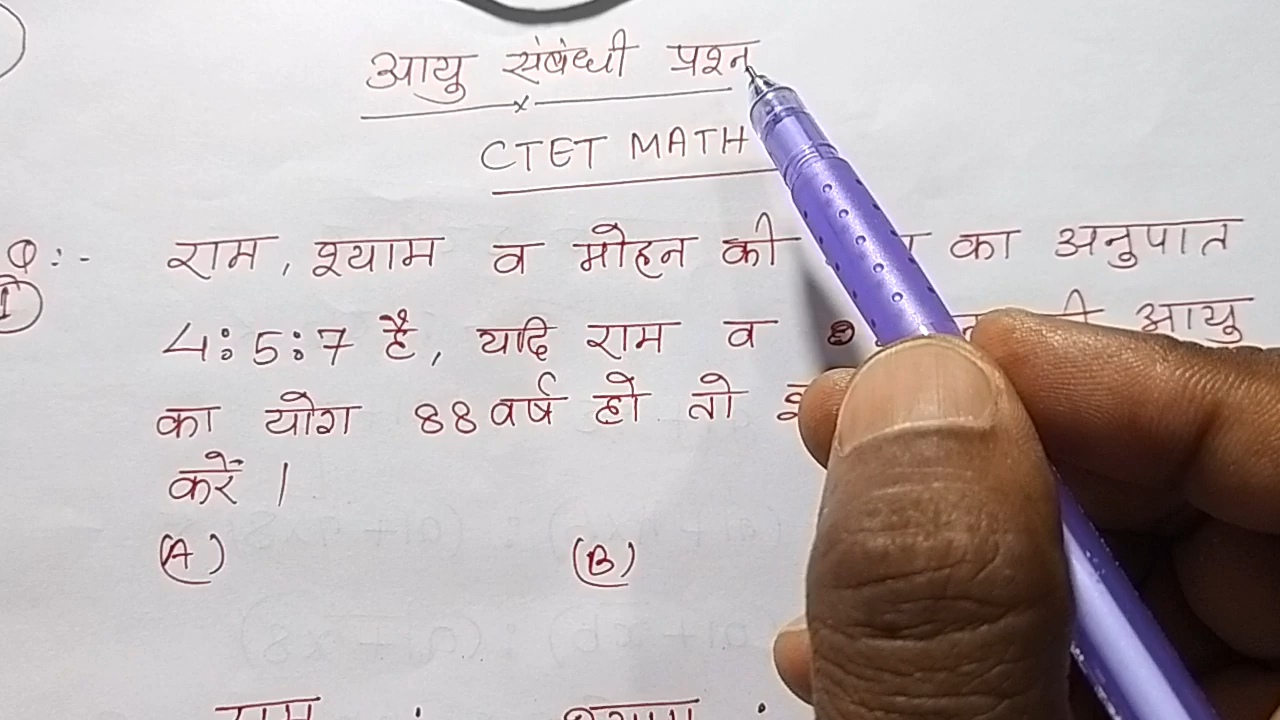 आयु संबंधी प्रश्न
CTET MATH
Q:- राम, श्याम व मोहन की का अनुपात
1 4:5:7 है, यदि राम व आयु
का योग 88 वर्ष हो तो
करें ।
(A) (B)
राम : श्याम :